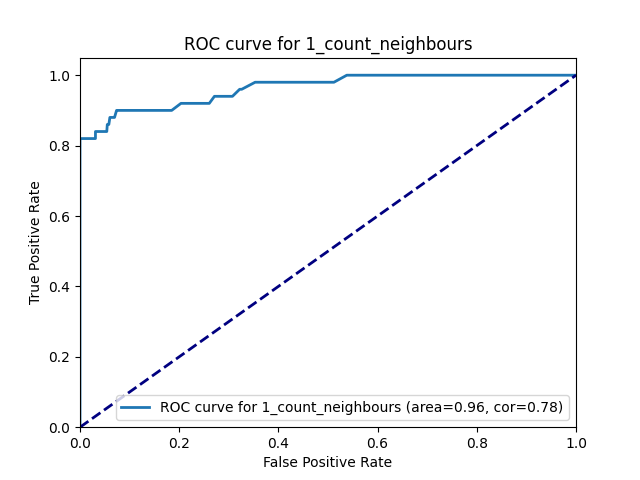 ROC curve for 1_count_neighbours
True Positive Rate
1.0
0.8
0.6
0.4
0.2
0.0
ROC curve for 1_count_neighbours (area=0.96, cor=0.78)
0.0 0.2 0.4 0.6 0.8 1.0
False Positive Rate